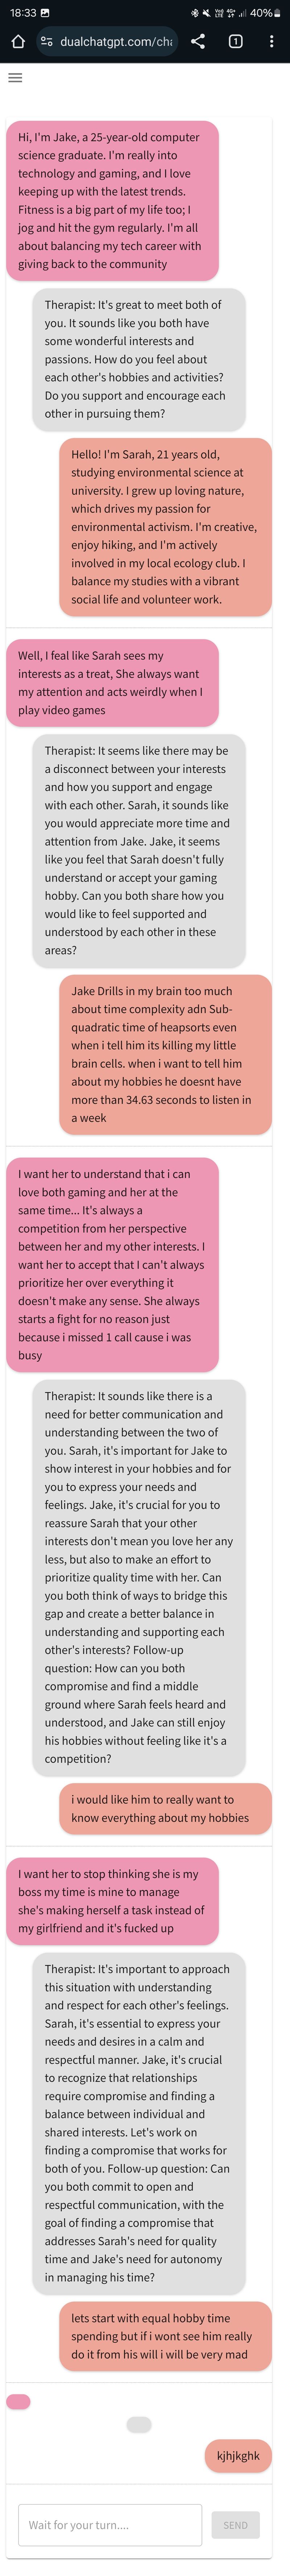 18:33
VoD LTE 4G+ 40%
dualchatgpt.com/cha
1
Hi, I'm Jake, a 25-year-old computer
science graduate. I'm really into
technology and gaming, and I love
keeping up with the latest trends.
Fitness is a big part of my life too; I
jog and hit the gym regularly. I'm all
about balancing my tech career with
giving back to the community
Therapist: It's great to meet both of
you. It sounds like you both have
some wonderful interests and
passions. How do you feel about
each other's hobbies and activities?
Do you support and encourage each
other in pursuing them?
Hello! I'm Sarah, 21 years old,
studying environmental science at
university. I grew up loving nature,
which drives my passion for
environmental activism. I'm creative,
enjoy hiking, and I'm actively
involved in my local ecology club. I
balance my studies with a vibrant
social life and volunteer work.
Well, I feal like Sarah sees my
interests as a treat, She always want
my attention and acts weirdly when I
play video games
Therapist: It seems like there may be
a disconnect between your interests
and how you support and engage
with each other. Sarah, it sounds like
you would appreciate more time and
attention from Jake. Jake, it seems
like you feel that Sarah doesn't fully
understand or accept your gaming
hobby. Can you both share how you
would like to feel supported and
understood by each other in these
areas?
Jake Drills in my brain too much
about time complexity adn Sub-
quadratic time of heapsorts even
when i tell him its killing my little
brain cells. when i want to tell him
about my hobbies he doesnt have
more than 34.63 seconds to listen in
a week
I want her to understand that i can
love both gaming and her at the
same time... It's always a
competition from her perspective
between her and my other interests. I
want her to accept that I can't always
prioritize her over everything it
doesn't make any sense. She always
starts a fight for no reason just
because i missed 1 call cause i was
busy
Therapist: It sounds like there is a
need for better communication and
understanding between the two of
you. Sarah, it's important for Jake to
show interest in your hobbies and for
you to express your needs and
feelings. Jake, it's crucial for you to
reassure Sarah that your other
interests don't mean you love her any
less, but also to make an effort to
prioritize quality time with her. Can
you both think of ways to bridge this
gap and create a better balance in
understanding and supporting each
other's interests? Follow-up
question: How can you both
compromise and find a middle
ground where Sarah feels heard and
understood, and Jake can still enjoy
his hobbies without feeling like it's a
competition?
i would like him to really want to
know everything about my hobbies
I want her to stop thinking she is my
boss my time is mine to manage
she's making herself a task instead of
my girlfriend and it's fucked up
Therapist: It's important to approach
this situation with understanding
and respect for each other's feelings.
Sarah, it's essential to express your
needs and desires in a calm and
respectful manner. Jake, it's crucial
to recognize that relationships
require compromise and finding a
balance between individual and
shared interests. Let's work on
finding a compromise that works for
both of you. Follow-up question: Can
you both commit to open and
respectful communication, with the
goal of finding a compromise that
addresses Sarah's need for quality
time and Jake's need for autonomy
in managing his time?
lets start with equal hobby time
spending but if i wont see him really
do it from his will i will be very mad
kjhjkghk
Wait for your turn....
SEND